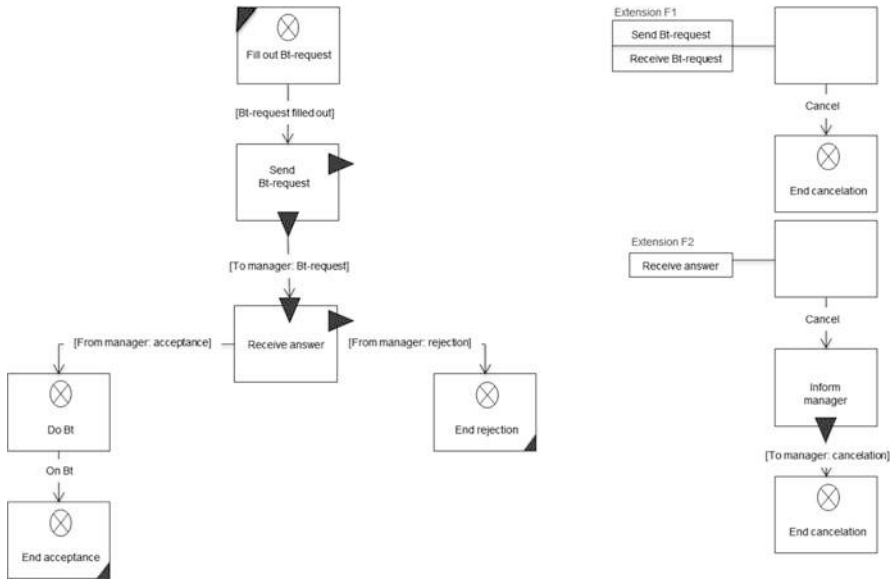 Fill out Bt-request
[Bt-request filled out]
Send
Bt-request
[To manager: Bt-request]
Receive answer
[From manager: acceptance]
[From manager: rejection]
Do Bt
On Bt
End acceptance
End rejection
Extension F1
Send Bt-request
Receive Bt-request
Cancel
End cancelation
Extension F2
Receive answer
Cancel
Inform
manager
[To manager: cancelation]
End cancelation